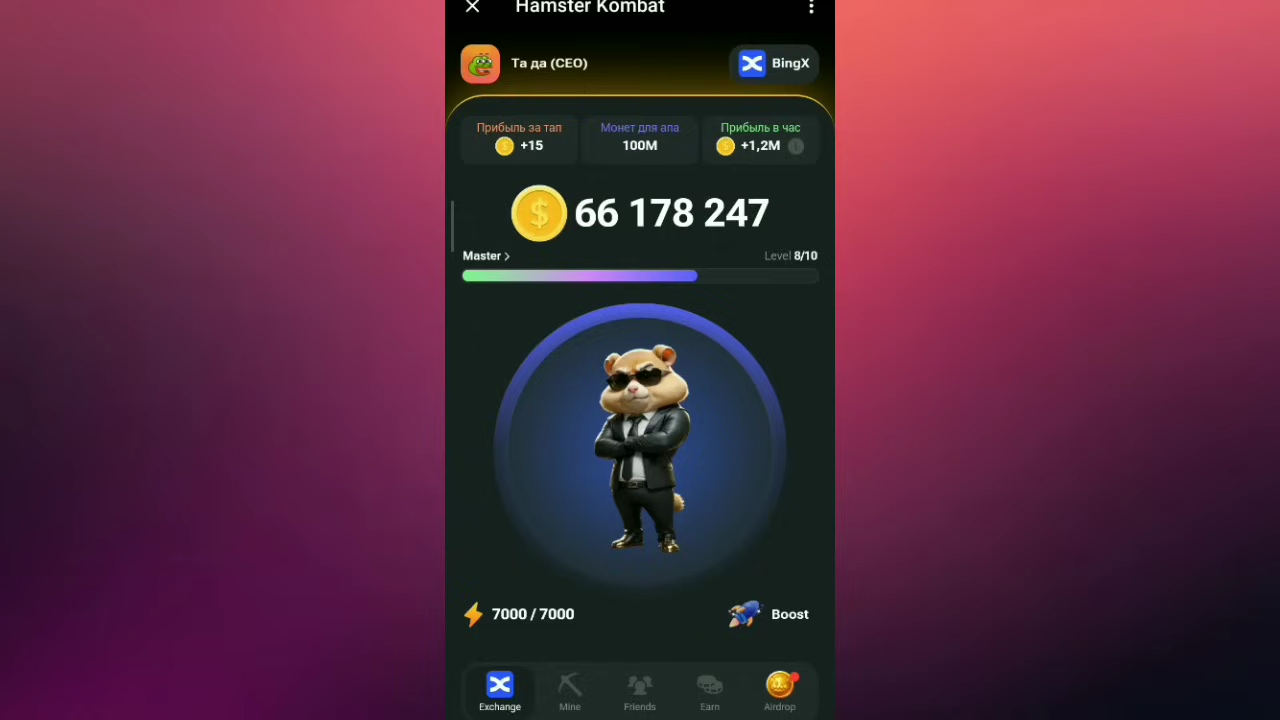 Hamster Kombat
Та да (CEO)
BingX
Прибыль за тап
+15
Монет для апа
100M
Прибыль в час
+1,2M
66 178 247
Master >
Level 8/10
7000 / 7000
Boost
Exchange
Mine
Friends
Earn
Airdrop